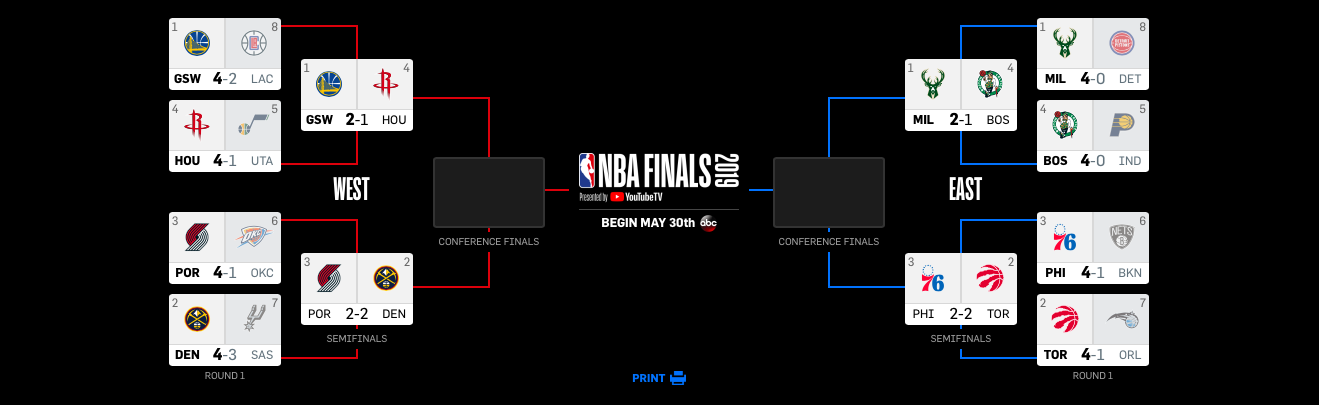 1 8
GSW 4-2 LAC
4 5
HOU 4-1 UTA
1 4
GSW 2-1 HOU
WEST
3 6
POR 4-1 OKC
2 7
DEN 4-3 SAS
ROUND 1
3 2
POR 2-2 DEN
SEMIFINALS
CONFERENCE FINALS
NBA FINALS 2019
Presented by YouTubeTV
BEGIN MAY 30th abc
PRINT
CONFERENCE FINALS
1 4
MIL 2-1 BOS
EAST
3 2
PHI 2-2 TOR
SEMIFINALS
1 8
MIL 4-0 DET
4 5
BOS 4-0 IND
3 6
PHI 4-1 BKN
2 7
TOR 4-1 ORL
ROUND 1